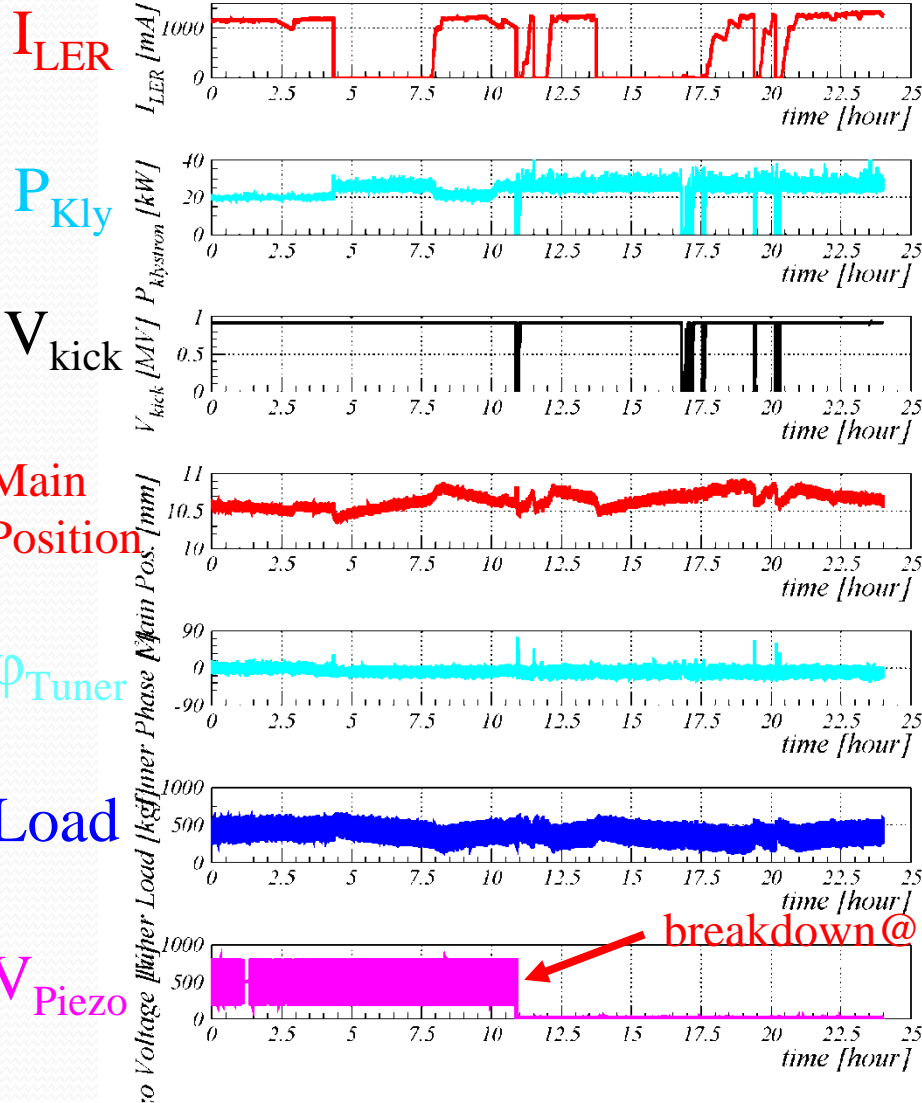 I_LER
I_LER [mA]
1000
0
0 2.5 5 7.5 10 12.5 15 17.5 20 22.5 25
time [hour]
P_Kly
P_klystron [kW]
40
20
0
0 2.5 5 7.5 10 12.5 15 17.5 20 22.5 25
time [hour]
V_kick
V_kick [MV]
1
0.5
0
0 2.5 5 7.5 10 12.5 15 17.5 20 22.5 25
time [hour]
Main
Position
Main Pos. [mm]
11
10.5
10
0 2.5 5 7.5 10 12.5 15 17.5 20 22.5 25
time [hour]
φ_Tuner
Tuner Phase
90
0
-90
0 2.5 5 7.5 10 12.5 15 17.5 20 22.5 25
time [hour]
Load
Load [kgf]
1000
500
0
0 2.5 5 7.5 10 12.5 15 17.5 20 22.5 25
time [hour]
breakdown@
V_Piezo
zo Voltage
1000
500
0
0 2.5 5 7.5 10 12.5 15 17.5 20 22.5 25
time [hour]